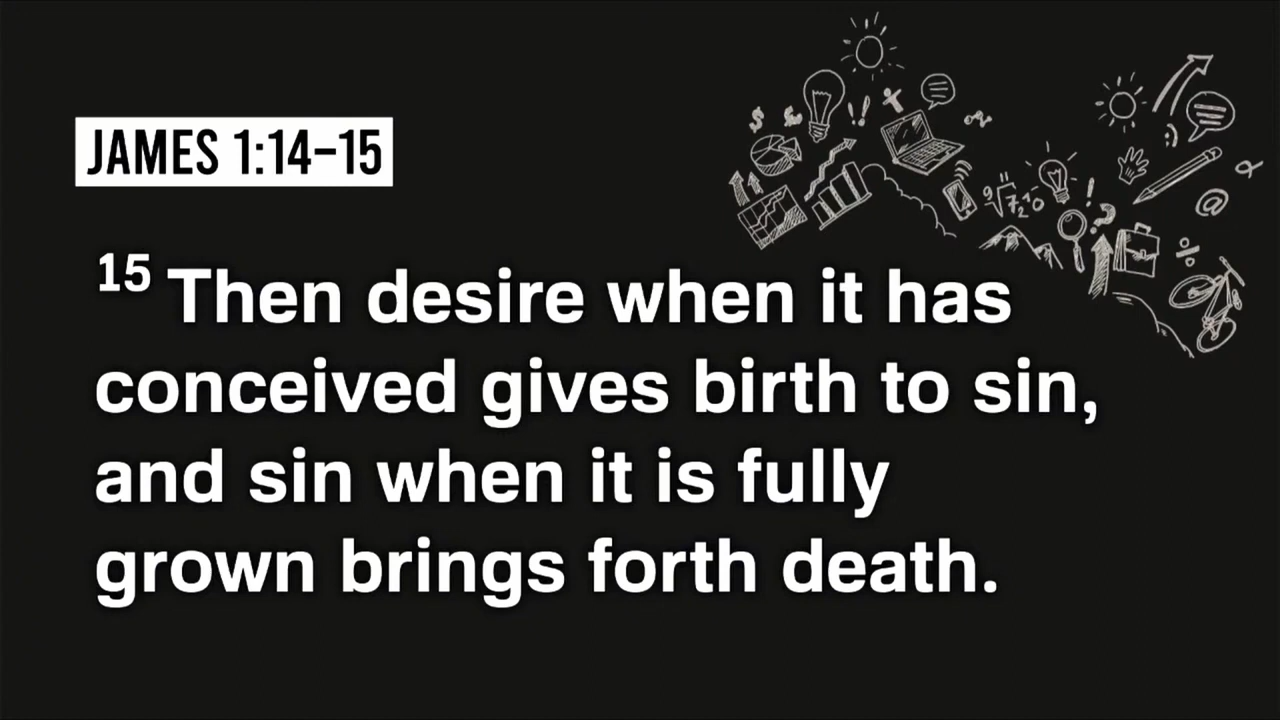 JAMES 1:14–15
15 Then desire when it has
conceived gives birth to sin,
and sin when it is fully
grown brings forth death.